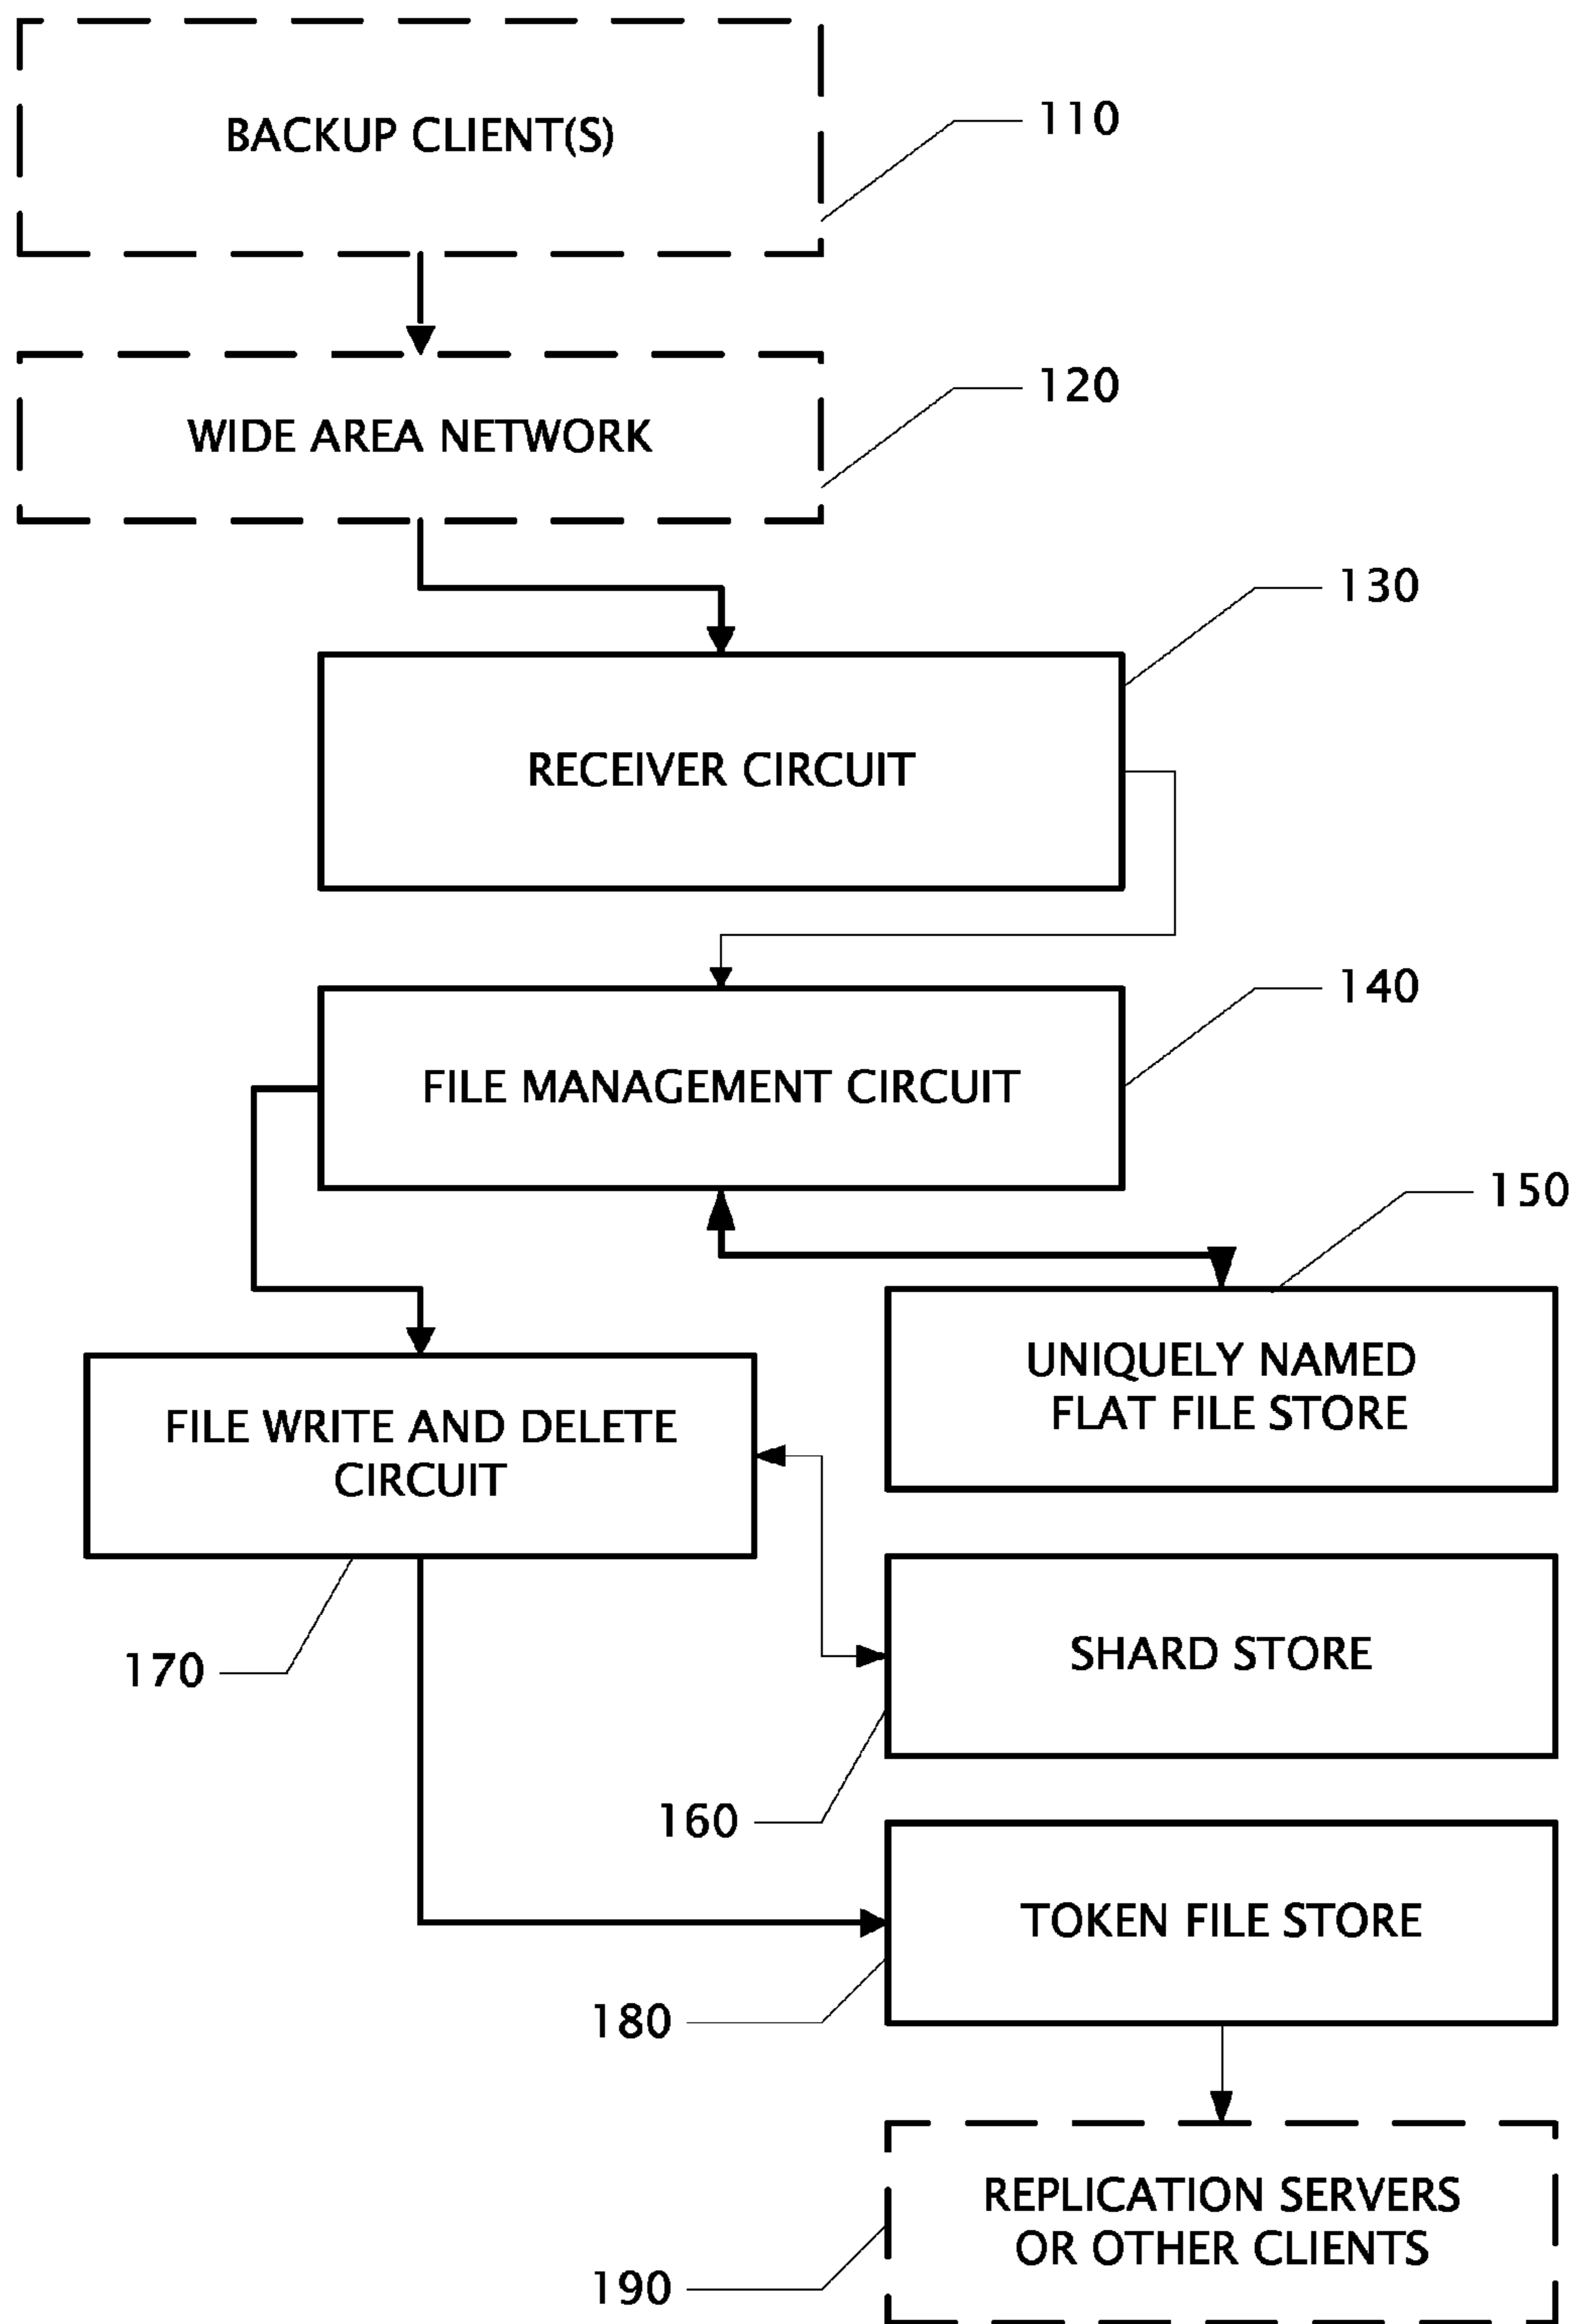 BACKUP CLIENT(S)
110
WIDE AREA NETWORK
120
130
RECEIVER CIRCUIT
140
FILE MANAGEMENT CIRCUIT
150
UNIQUELY NAMED
FLAT FILE STORE
FILE WRITE AND DELETE
CIRCUIT
170
SHARD STORE
160
TOKEN FILE STORE
180
REPLICATION SERVERS
OR OTHER CLIENTS
190